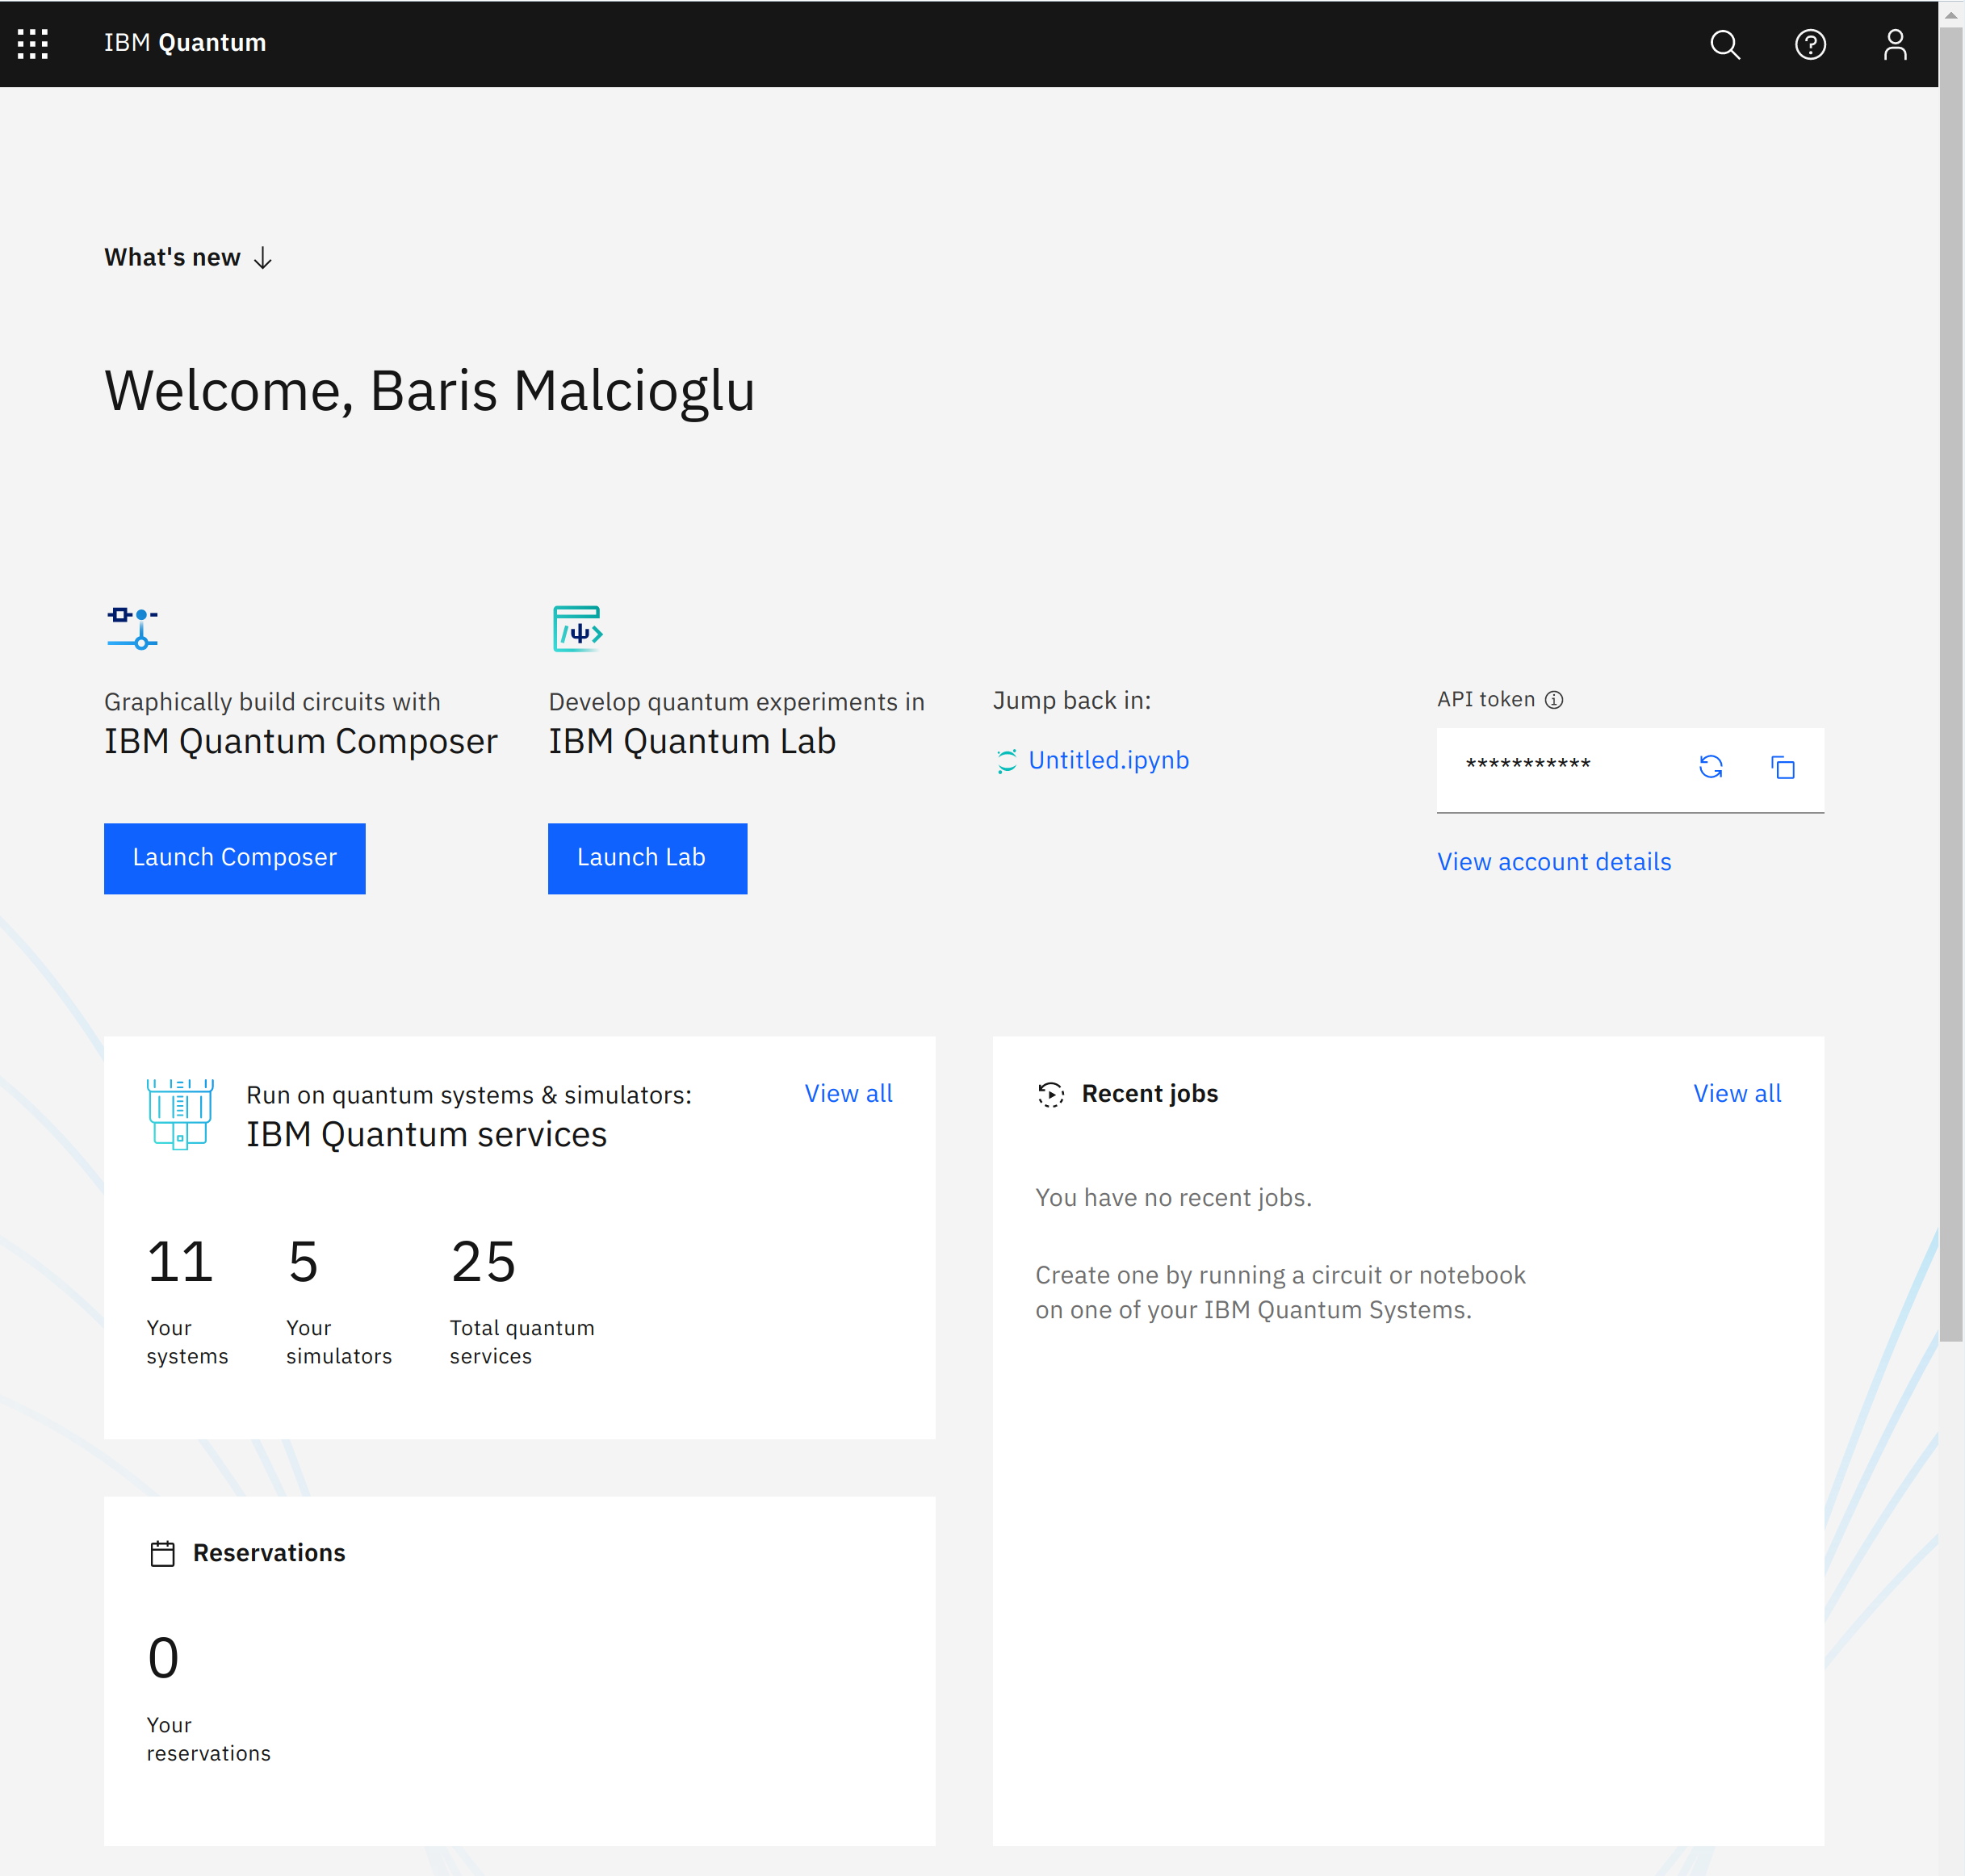 IBM Quantum
What's new
Welcome, Baris Malcioglu
Graphically build circuits with
IBM Quantum Composer
Launch Composer
Develop quantum experiments in
IBM Quantum Lab
Launch Lab
Jump back in:
Untitled.ipynb
API token
***********
View account details
Run on quantum systems & simulators:
IBM Quantum services
View all
11
Your
systems
5
Your
simulators
25
Total quantum
services
Recent jobs
View all
You have no recent jobs.
Create one by running a circuit or notebook
on one of your IBM Quantum Systems.
Reservations
0
Your
reservations